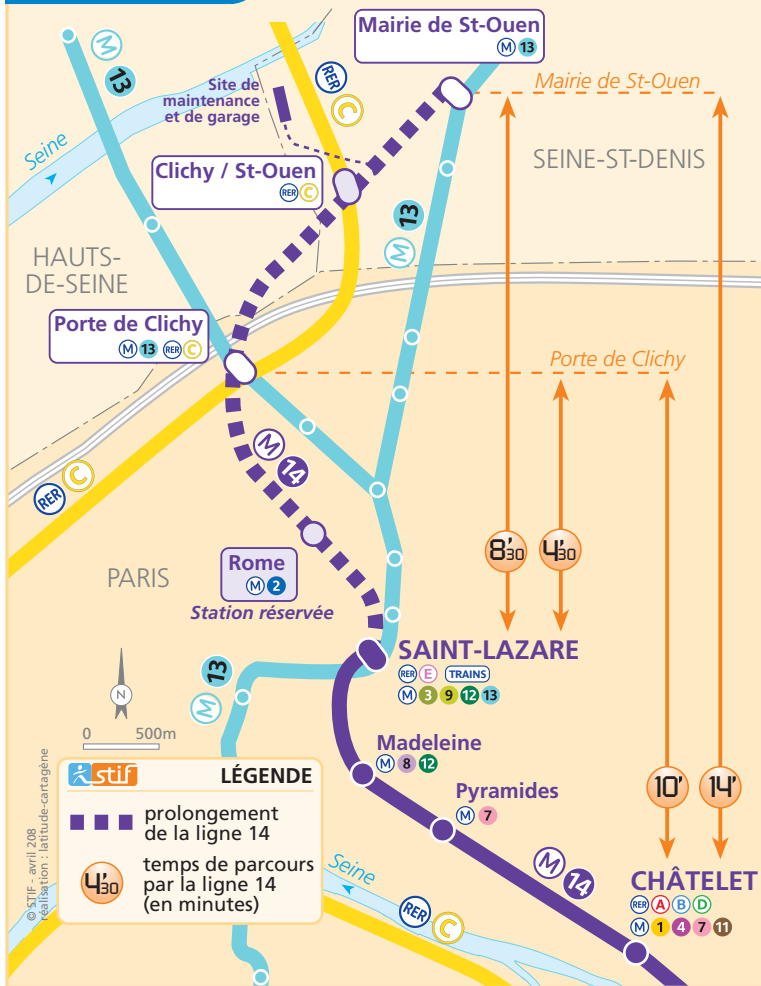 Mairie de St-Ouen
M 13
M
13
RER
C
Site de
maintenance
et de garage
Mairie de St-Ouen
Seine
Clichy / St-Ouen
RER C
SEINE-ST-DENIS
13
M
HAUTS-
DE-SEINE
Porte de Clichy
M 13 RER C
Porte de Clichy
M
14
RER
C
8'30
4'30
PARIS
Rome
M 2
Station réservée
SAINT-LAZARE
RER E TRAINS
M 3 9 12 13
13
M
N
0 500m
Madeleine
M 8 12
Pyramides
M 7
10'
14'
stif
LÉGENDE
prolongement
de la ligne 14
4'30
temps de parcours
par la ligne 14
(en minutes)
© STIF - avril 208
réalisation : latitude-cartagène
Seine
M
14
RER
C
CHÂTELET
RER A B D
M 1 4 7 11